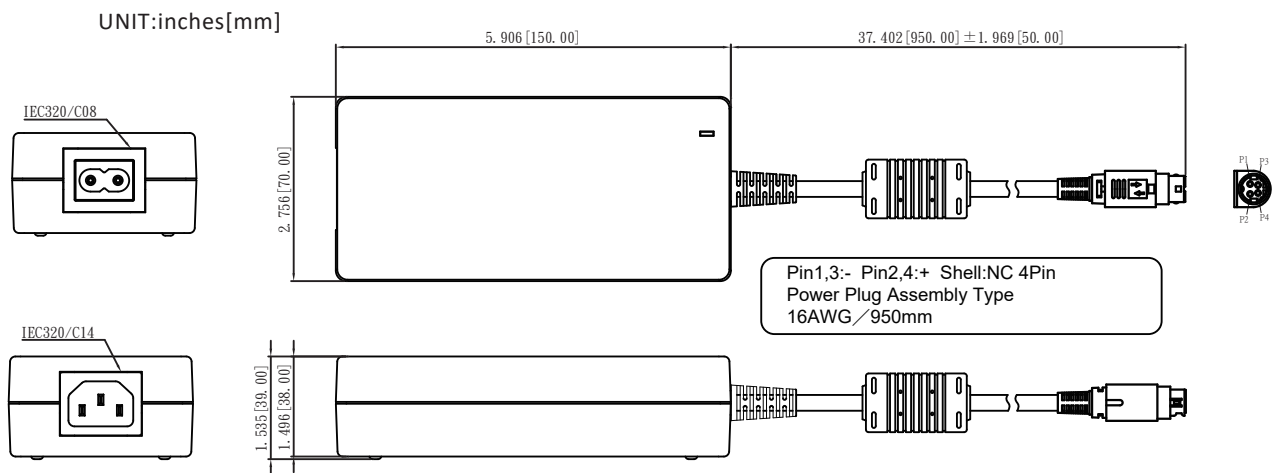 UNIT:inches[mm]
5.906[150.00]
37.402[950.00]±1.969[50.00]
IEC320/C08
2.756[70.00]
P1 P3
P2 P4
Pin1,3:- Pin2,4:+ Shell:NC 4Pin
Power Plug Assembly Type
16AWG／950mm
IEC320/C14
1.535[39.00]
1.496[38.00]